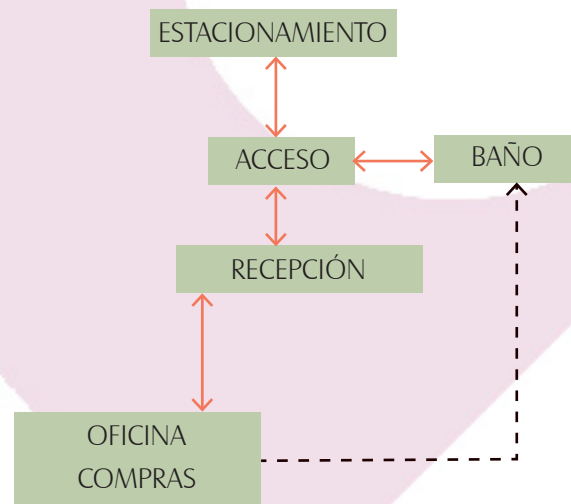 ESTACIONAMIENTO
ACCESO
BAÑO
RECEPCIÓN
OFICINA
COMPRAS